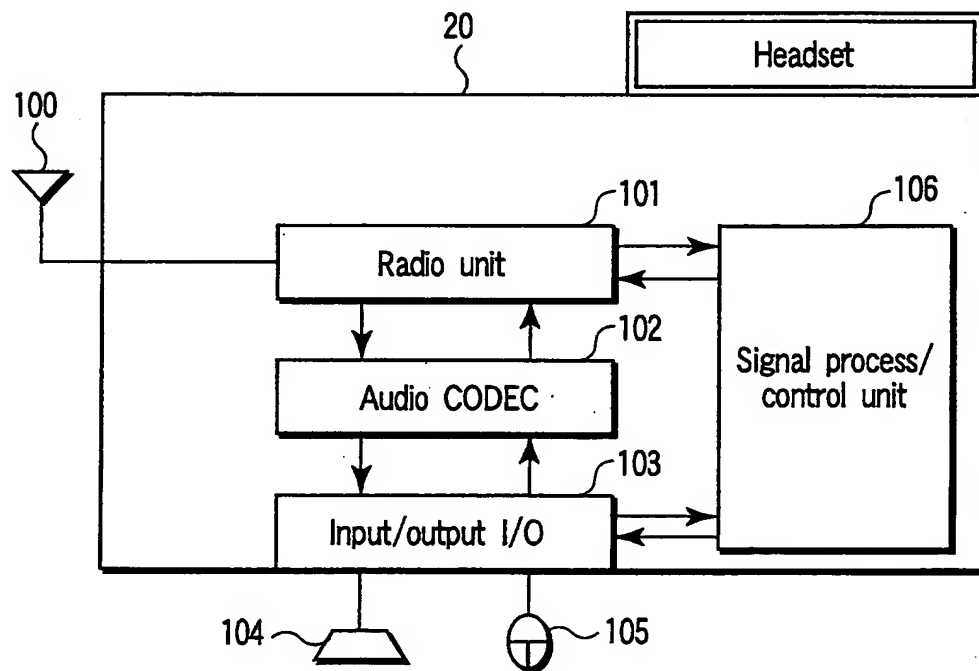 20
Headset
100
101
106
Radio unit
102
Signal process/
control unit
Audio CODEC
103
Input/output I/O
104
105